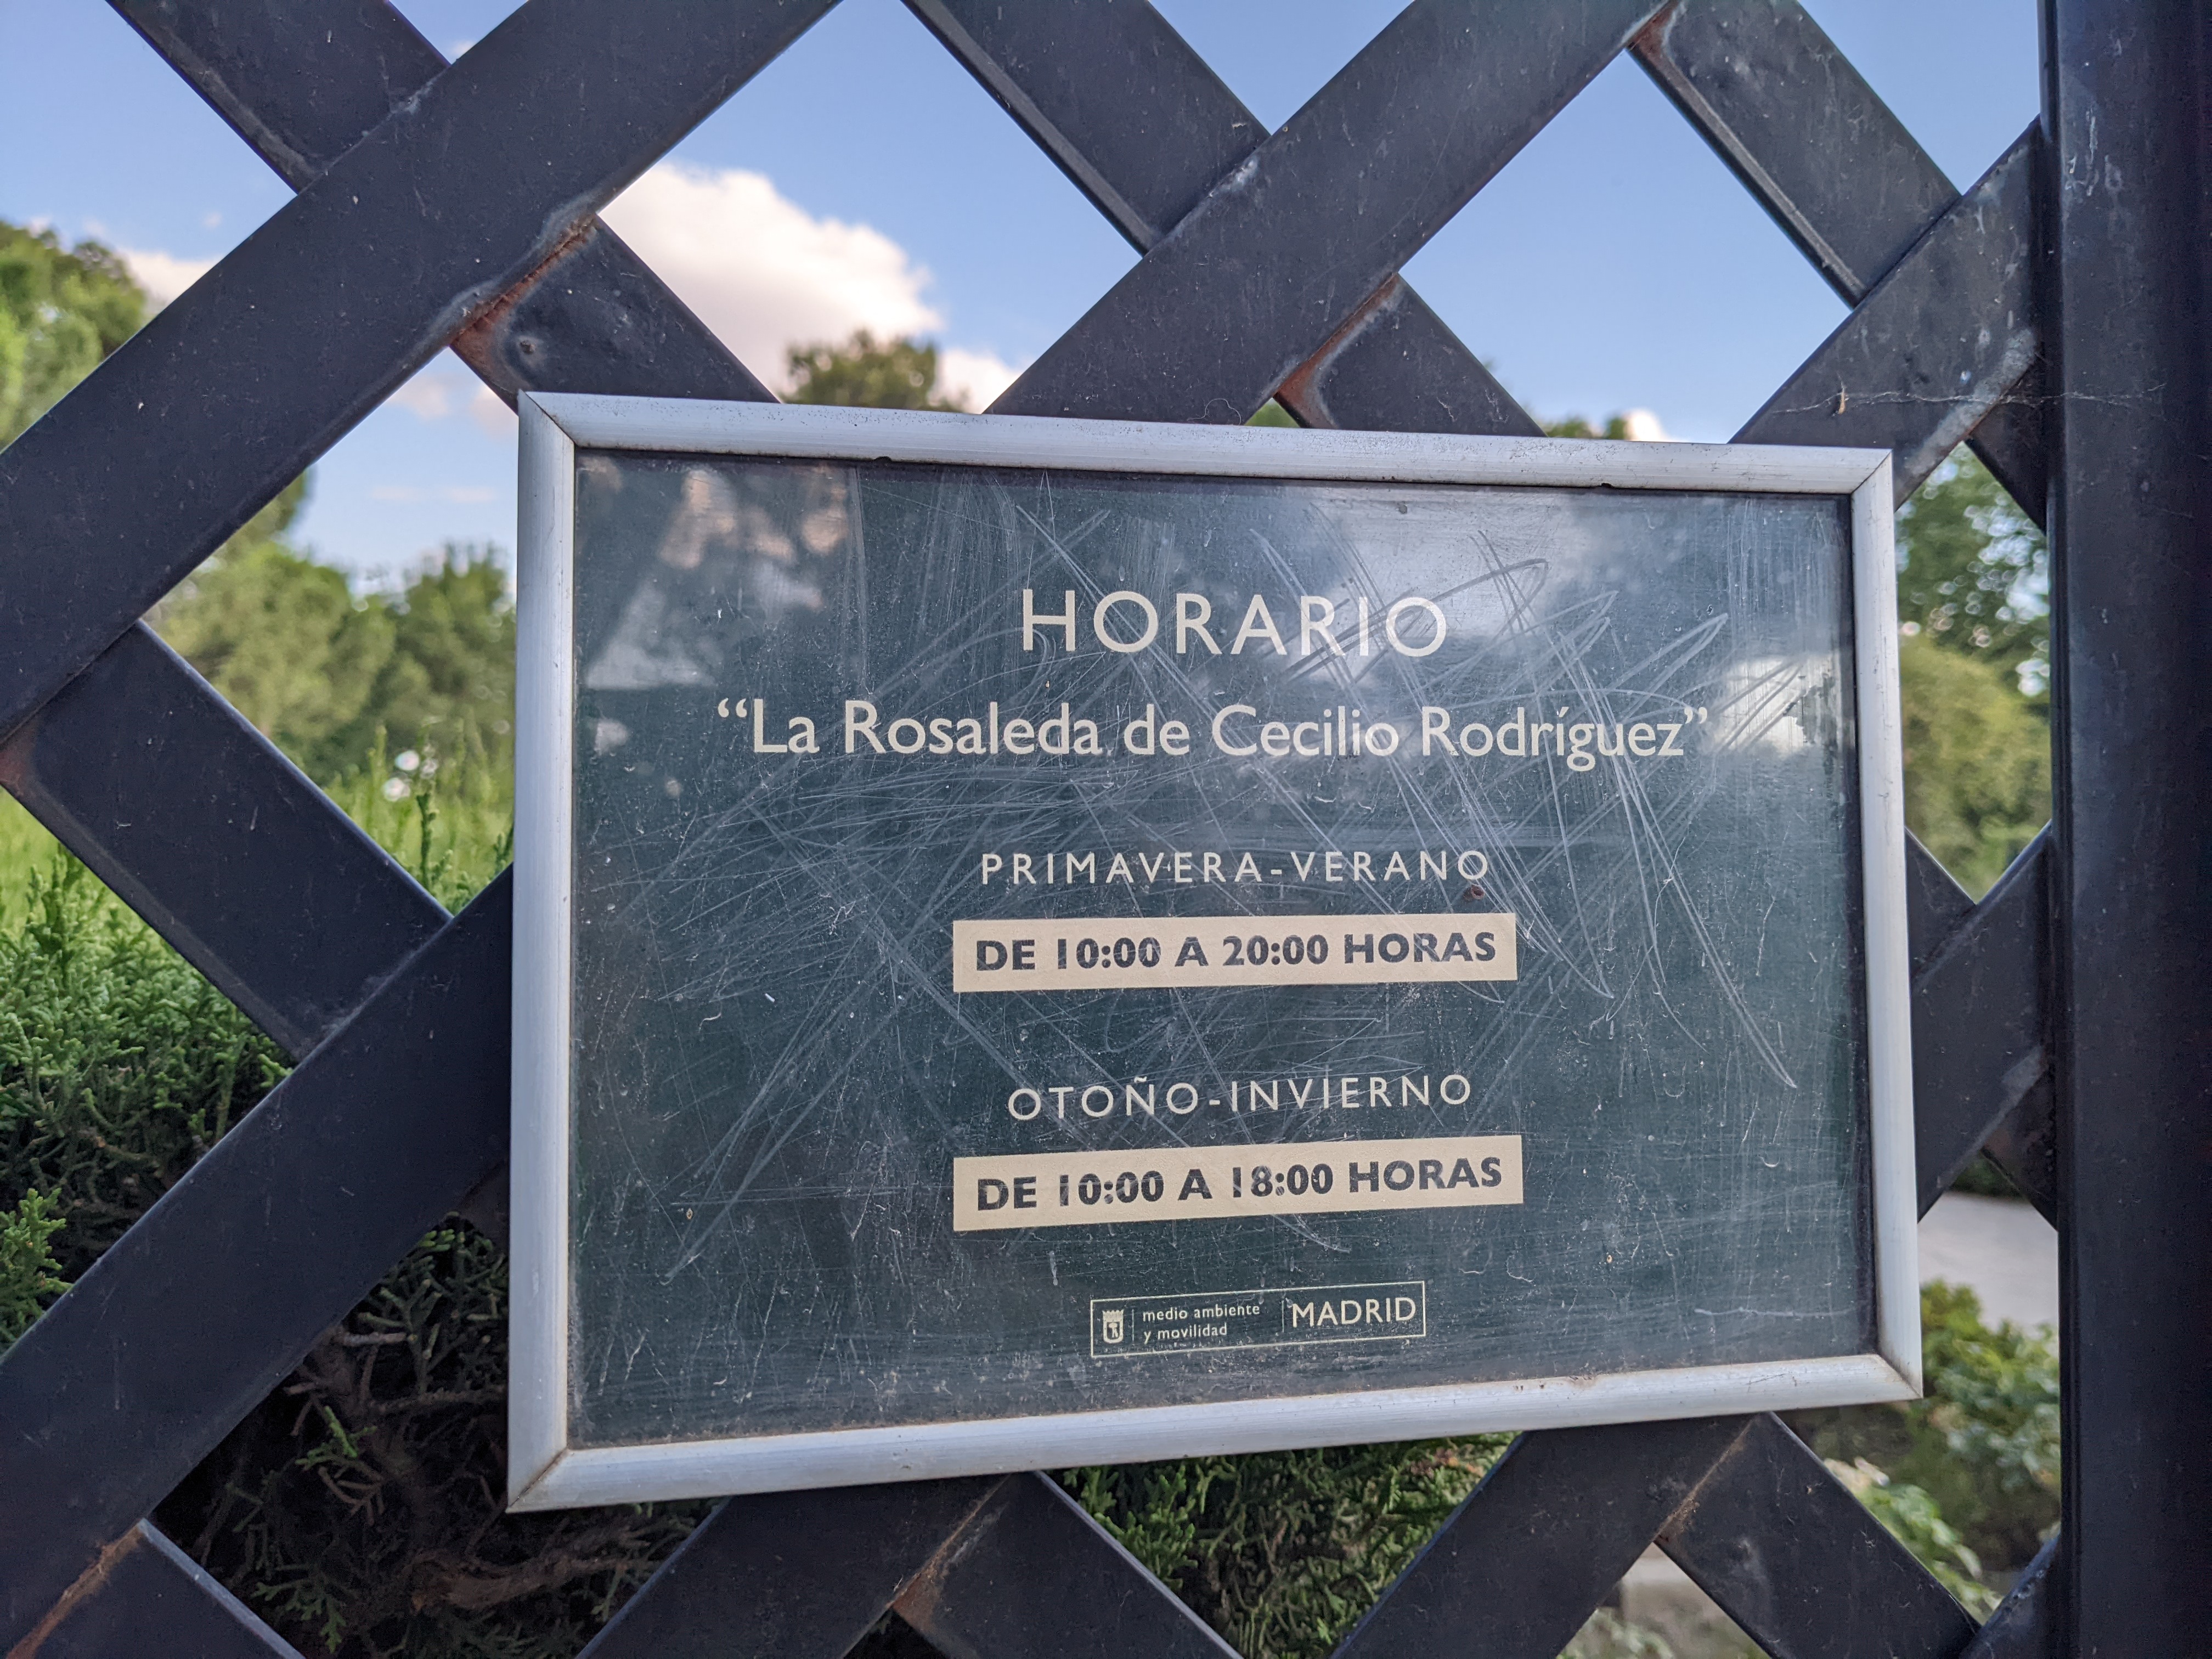 HORARIO
“La Rosaleda de Cecilio Rodríguez”
PRIMAVERA-VERANO
DE 10:00 A 20:00 HORAS
OTOÑO-INVIERNO
DE 10:00 A 18:00 HORAS
medio ambiente
y movilidad
MADRID